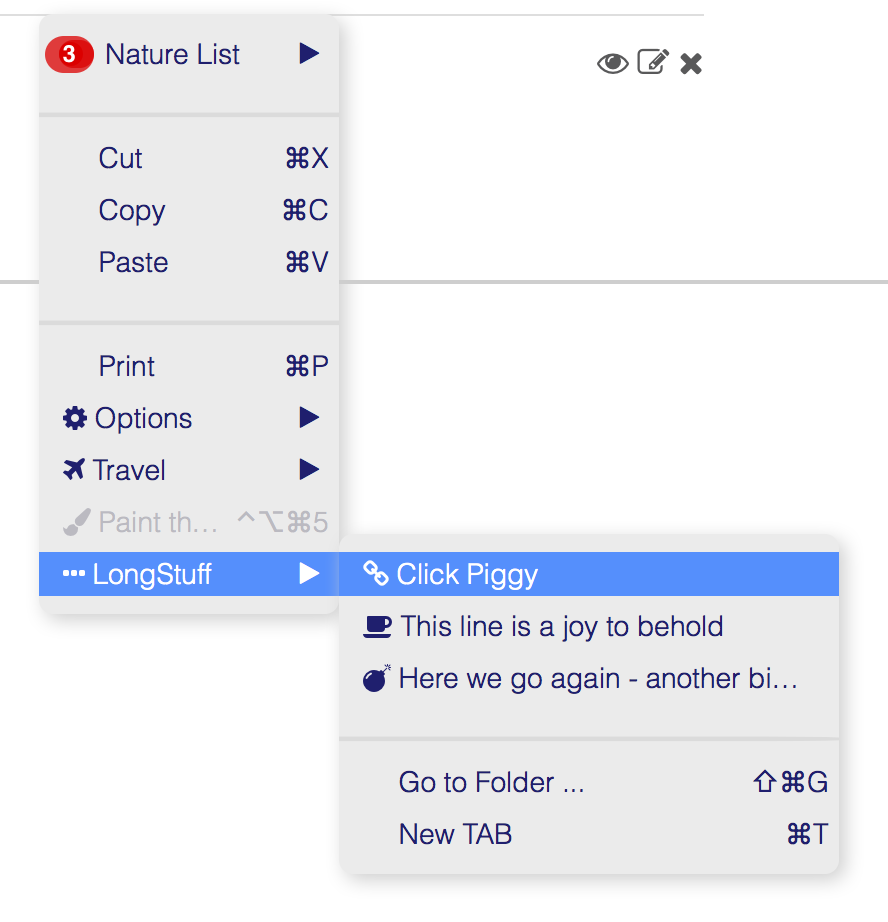 3 Nature List ▶
Cut ⌘X
Copy ⌘C
Paste ⌘V
Print ⌘P
Options ▶
Travel ▶
Paint th… ^⌥⌘5
LongStuff ▶
Click Piggy
This line is a joy to behold
Here we go again - another bi…
Go to Folder ... ⇧⌘G
New TAB ⌘T